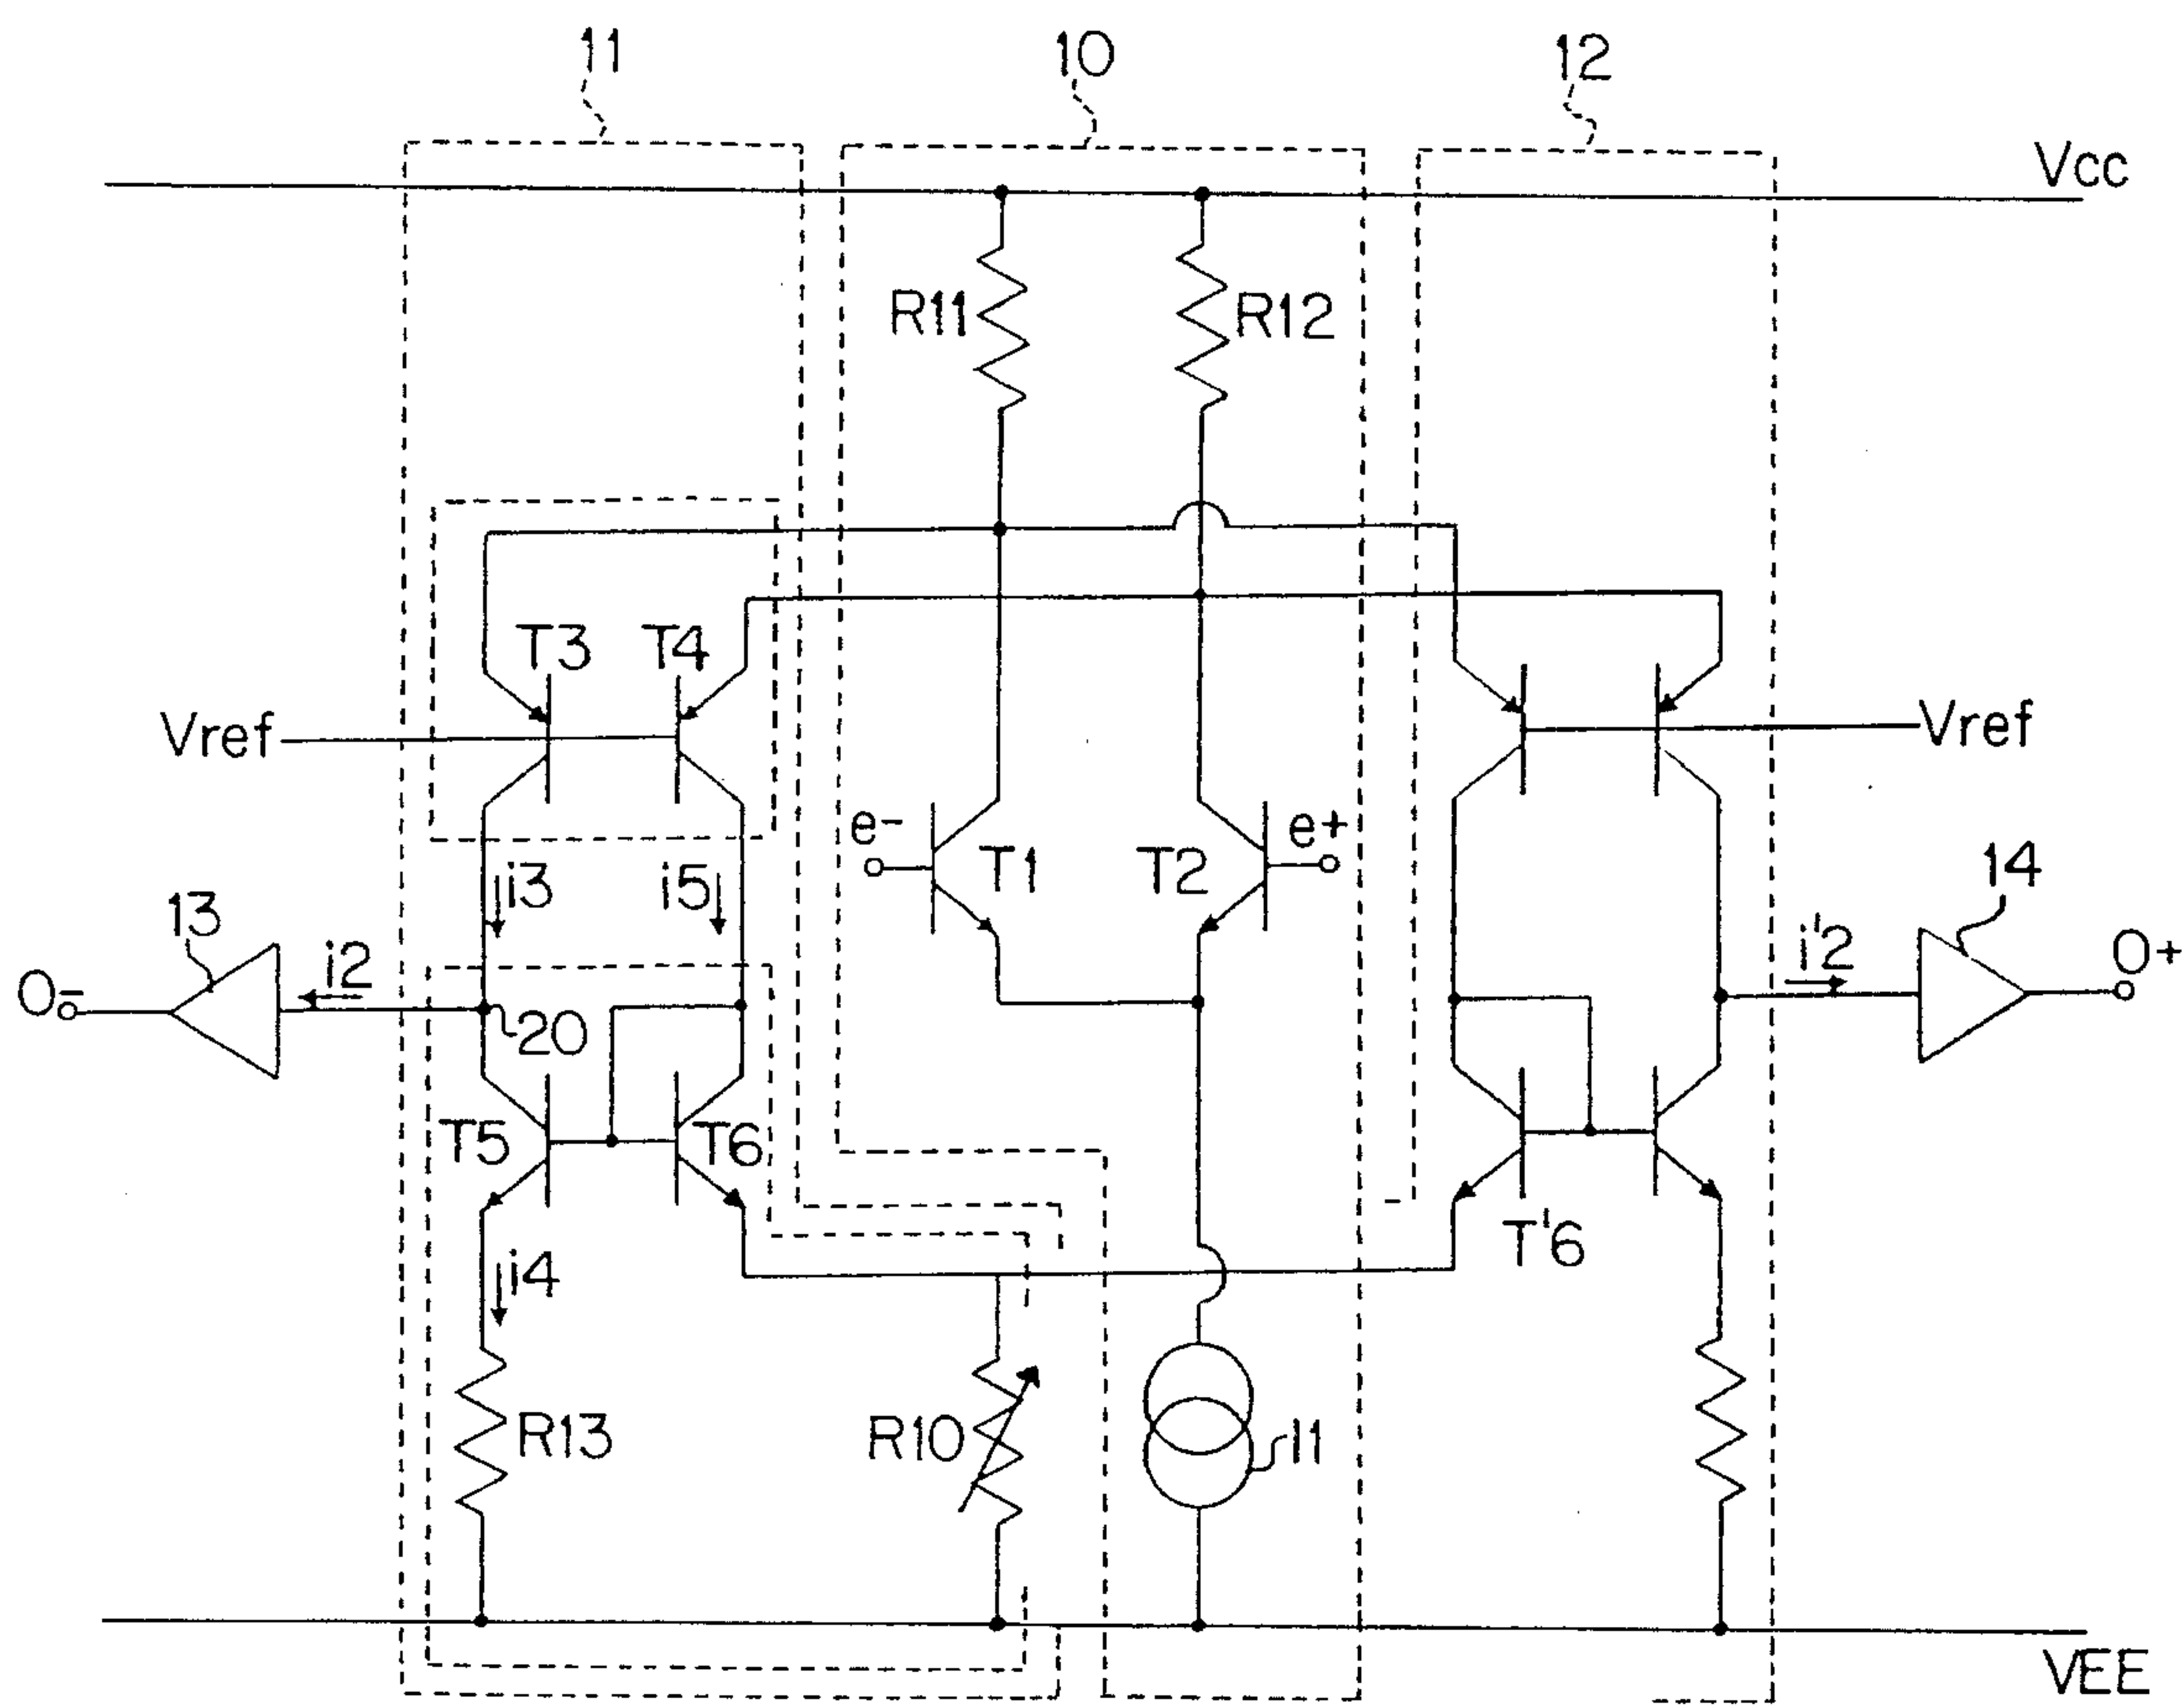 11
10
12
Vcc
R11
R12
T3
T4
Vref
Vref
e-
e+
T1
T2
i3
i5
13
14
i2
i'2
O-
O+
20
T5
T6
T'6
i4
R13
R10
I1
VEE